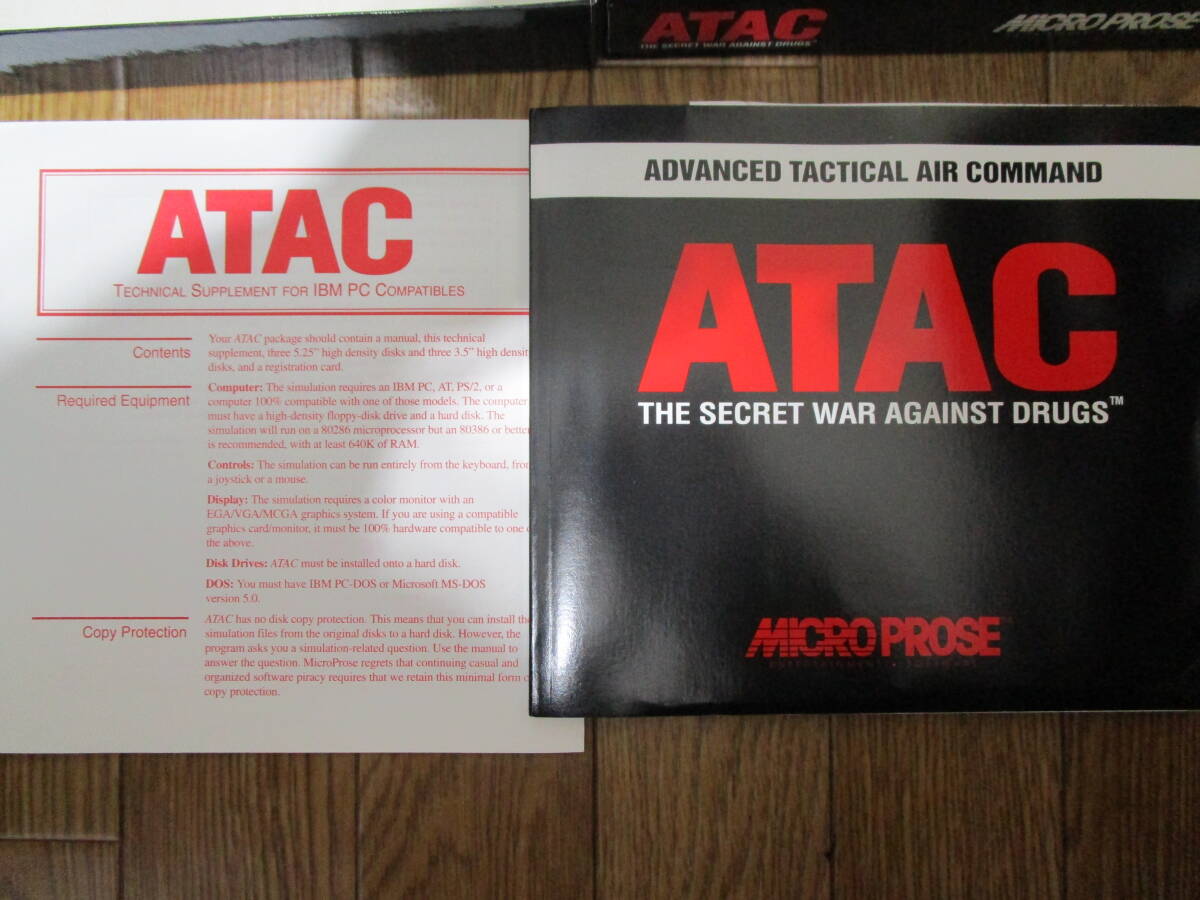 ATAC
THE SECRET WAR AGAINST DRUGS™
MICROPROSE
ATAC
TECHNICAL SUPPLEMENT FOR IBM PC COMPATIBLES
Contents
Your ATAC package should contain a manual, this technical
supplement, three 5.25" high density disks and three 3.5" high densit
disks, and a registration card.
Required Equipment
Computer: The simulation requires an IBM PC, AT, PS/2, or a
computer 100% compatible with one of those models. The computer
must have a high-density floppy-disk drive and a hard disk. The
simulation will run on a 80286 microprocessor but an 80386 or better
is recommended, with at least 640K of RAM.
Controls: The simulation can be run entirely from the keyboard, from
a joystick or a mouse.
Display: The simulation requires a color monitor with an
EGA/VGA/MCGA graphics system. If you are using a compatible
graphics card/monitor, it must be 100% hardware compatible to one o
the above.
Disk Drives: ATAC must be installed onto a hard disk.
DOS: You must have IBM PC-DOS or Microsoft MS-DOS
version 5.0.
Copy Protection
ATAC has no disk copy protection. This means that you can install the
simulation files from the original disks to a hard disk. However, the
program asks you a simulation-related question. Use the manual to
answer the question. MicroProse regrets that continuing casual and
organized software piracy requires that we retain this minimal form o
copy protection.
ADVANCED TACTICAL AIR COMMAND
ATAC
THE SECRET WAR AGAINST DRUGS™
MICROPROSE
ENTERTAINMENT • SOFTWARE